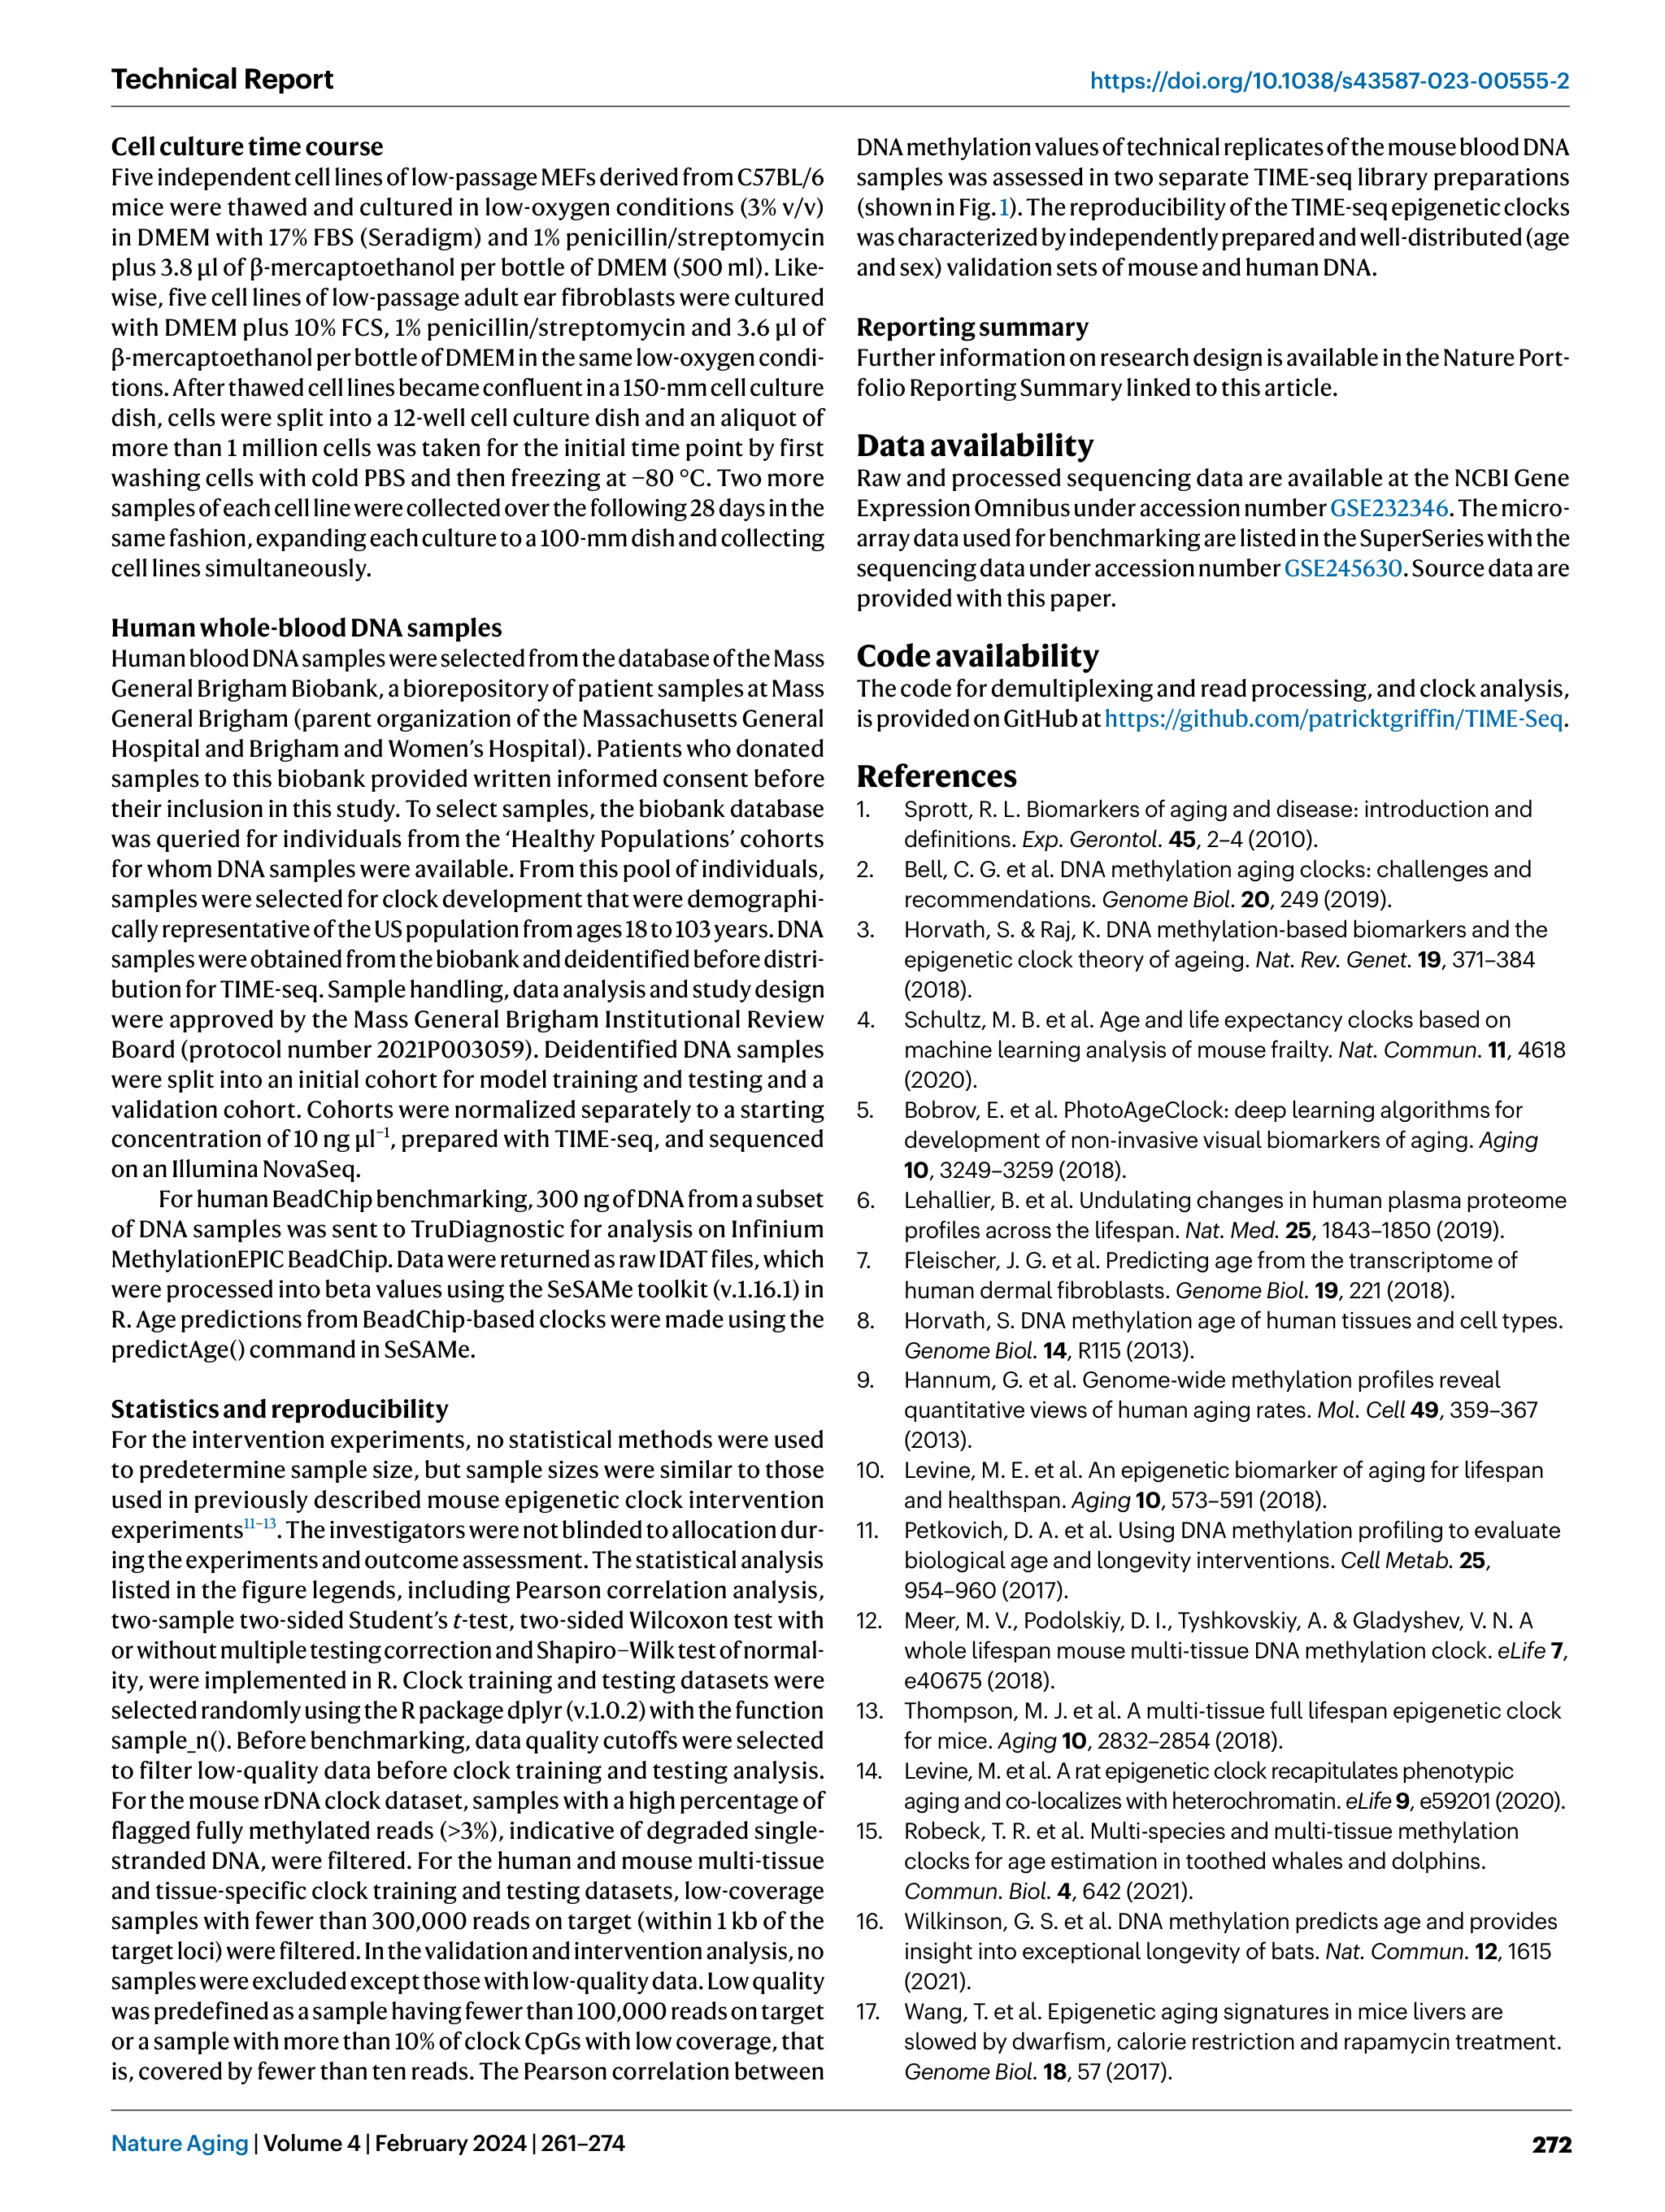 Technical Report
https://doi.org/10.1038/s43587-023-00555-2
Cell culture time course
Five independent cell lines of low-passage MEFs derived from C57BL/6
mice were thawed and cultured in low-oxygen conditions (3% v/v)
in DMEM with 17% FBS (Seradigm) and 1% penicillin/streptomycin
plus 3.8 µl of β-mercaptoethanol per bottle of DMEM (500 ml). Like-
wise, five cell lines of low-passage adult ear fibroblasts were cultured
with DMEM plus 10% FCS, 1% penicillin/streptomycin and 3.6 µl of
β-mercaptoethanol per bottle of DMEM in the same low-oxygen condi-
tions. After thawed cell lines became confluent in a 150-mm cell culture
dish, cells were split into a 12-well cell culture dish and an aliquot of
more than 1 million cells was taken for the initial time point by first
washing cells with cold PBS and then freezing at −80 °C. Two more
samples of each cell line were collected over the following 28 days in the
same fashion, expanding each culture to a 100-mm dish and collecting
cell lines simultaneously.
Human whole-blood DNA samples
Human blood DNA samples were selected from the database of the Mass
General Brigham Biobank, a biorepository of patient samples at Mass
General Brigham (parent organization of the Massachusetts General
Hospital and Brigham and Women's Hospital). Patients who donated
samples to this biobank provided written informed consent before
their inclusion in this study. To select samples, the biobank database
was queried for individuals from the 'Healthy Populations' cohorts
for whom DNA samples were available. From this pool of individuals,
samples were selected for clock development that were demographi-
cally representative of the US population from ages 18 to 103 years. DNA
samples were obtained from the biobank and deidentified before distri-
bution for TIME-seq. Sample handling, data analysis and study design
were approved by the Mass General Brigham Institutional Review
Board (protocol number 2021P003059). Deidentified DNA samples
were split into an initial cohort for model training and testing and a
validation cohort. Cohorts were normalized separately to a starting
concentration of 10 ng µl⁻¹, prepared with TIME-seq, and sequenced
on an Illumina NovaSeq.
For human BeadChip benchmarking, 300 ng of DNA from a subset
of DNA samples was sent to TruDiagnostic for analysis on Infinium
MethylationEPIC BeadChip. Data were returned as raw IDAT files, which
were processed into beta values using the SeSAMe toolkit (v.1.16.1) in
R. Age predictions from BeadChip-based clocks were made using the
predictAge() command in SeSAMe.
Statistics and reproducibility
For the intervention experiments, no statistical methods were used
to predetermine sample size, but sample sizes were similar to those
used in previously described mouse epigenetic clock intervention
experiments¹¹⁻¹³. The investigators were not blinded to allocation dur-
ing the experiments and outcome assessment. The statistical analysis
listed in the figure legends, including Pearson correlation analysis,
two-sample two-sided Student's t-test, two-sided Wilcoxon test with
or without multiple testing correction and Shapiro–Wilk test of normal-
ity, were implemented in R. Clock training and testing datasets were
selected randomly using the R package dplyr (v.1.0.2) with the function
sample_n(). Before benchmarking, data quality cutoffs were selected
to filter low-quality data before clock training and testing analysis.
For the mouse rDNA clock dataset, samples with a high percentage of
flagged fully methylated reads (>3%), indicative of degraded single-
stranded DNA, were filtered. For the human and mouse multi-tissue
and tissue-specific clock training and testing datasets, low-coverage
samples with fewer than 300,000 reads on target (within 1 kb of the
target loci) were filtered. In the validation and intervention analysis, no
samples were excluded except those with low-quality data. Low quality
was predefined as a sample having fewer than 100,000 reads on target
or a sample with more than 10% of clock CpGs with low coverage, that
is, covered by fewer than ten reads. The Pearson correlation between
DNA methylation values of technical replicates of the mouse blood DNA
samples was assessed in two separate TIME-seq library preparations
(shown in Fig. 1). The reproducibility of the TIME-seq epigenetic clocks
was characterized by independently prepared and well-distributed (age
and sex) validation sets of mouse and human DNA.
Reporting summary
Further information on research design is available in the Nature Port-
folio Reporting Summary linked to this article.
Data availability
Raw and processed sequencing data are available at the NCBI Gene
Expression Omnibus under accession number GSE232346. The micro-
array data used for benchmarking are listed in the SuperSeries with the
sequencing data under accession number GSE245630. Source data are
provided with this paper.
Code availability
The code for demultiplexing and read processing, and clock analysis,
is provided on GitHub at https://github.com/patricktgriffin/TIME-Seq.
References
1. Sprott, R. L. Biomarkers of aging and disease: introduction and
definitions. Exp. Gerontol. 45, 2–4 (2010).
2. Bell, C. G. et al. DNA methylation aging clocks: challenges and
recommendations. Genome Biol. 20, 249 (2019).
3. Horvath, S. & Raj, K. DNA methylation-based biomarkers and the
epigenetic clock theory of ageing. Nat. Rev. Genet. 19, 371–384
(2018).
4. Schultz, M. B. et al. Age and life expectancy clocks based on
machine learning analysis of mouse frailty. Nat. Commun. 11, 4618
(2020).
5. Bobrov, E. et al. PhotoAgeClock: deep learning algorithms for
development of non-invasive visual biomarkers of aging. Aging
10, 3249–3259 (2018).
6. Lehallier, B. et al. Undulating changes in human plasma proteome
profiles across the lifespan. Nat. Med. 25, 1843–1850 (2019).
7. Fleischer, J. G. et al. Predicting age from the transcriptome of
human dermal fibroblasts. Genome Biol. 19, 221 (2018).
8. Horvath, S. DNA methylation age of human tissues and cell types.
Genome Biol. 14, R115 (2013).
9. Hannum, G. et al. Genome-wide methylation profiles reveal
quantitative views of human aging rates. Mol. Cell 49, 359–367
(2013).
10. Levine, M. E. et al. An epigenetic biomarker of aging for lifespan
and healthspan. Aging 10, 573–591 (2018).
11. Petkovich, D. A. et al. Using DNA methylation profiling to evaluate
biological age and longevity interventions. Cell Metab. 25,
954–960 (2017).
12. Meer, M. V., Podolskiy, D. I., Tyshkovskiy, A. & Gladyshev, V. N. A
whole lifespan mouse multi-tissue DNA methylation clock. eLife 7,
e40675 (2018).
13. Thompson, M. J. et al. A multi-tissue full lifespan epigenetic clock
for mice. Aging 10, 2832–2854 (2018).
14. Levine, M. et al. A rat epigenetic clock recapitulates phenotypic
aging and co-localizes with heterochromatin. eLife 9, e59201 (2020).
15. Robeck, T. R. et al. Multi-species and multi-tissue methylation
clocks for age estimation in toothed whales and dolphins.
Commun. Biol. 4, 642 (2021).
16. Wilkinson, G. S. et al. DNA methylation predicts age and provides
insight into exceptional longevity of bats. Nat. Commun. 12, 1615
(2021).
17. Wang, T. et al. Epigenetic aging signatures in mice livers are
slowed by dwarfism, calorie restriction and rapamycin treatment.
Genome Biol. 18, 57 (2017).
Nature Aging | Volume 4 | February 2024 | 261–274
272